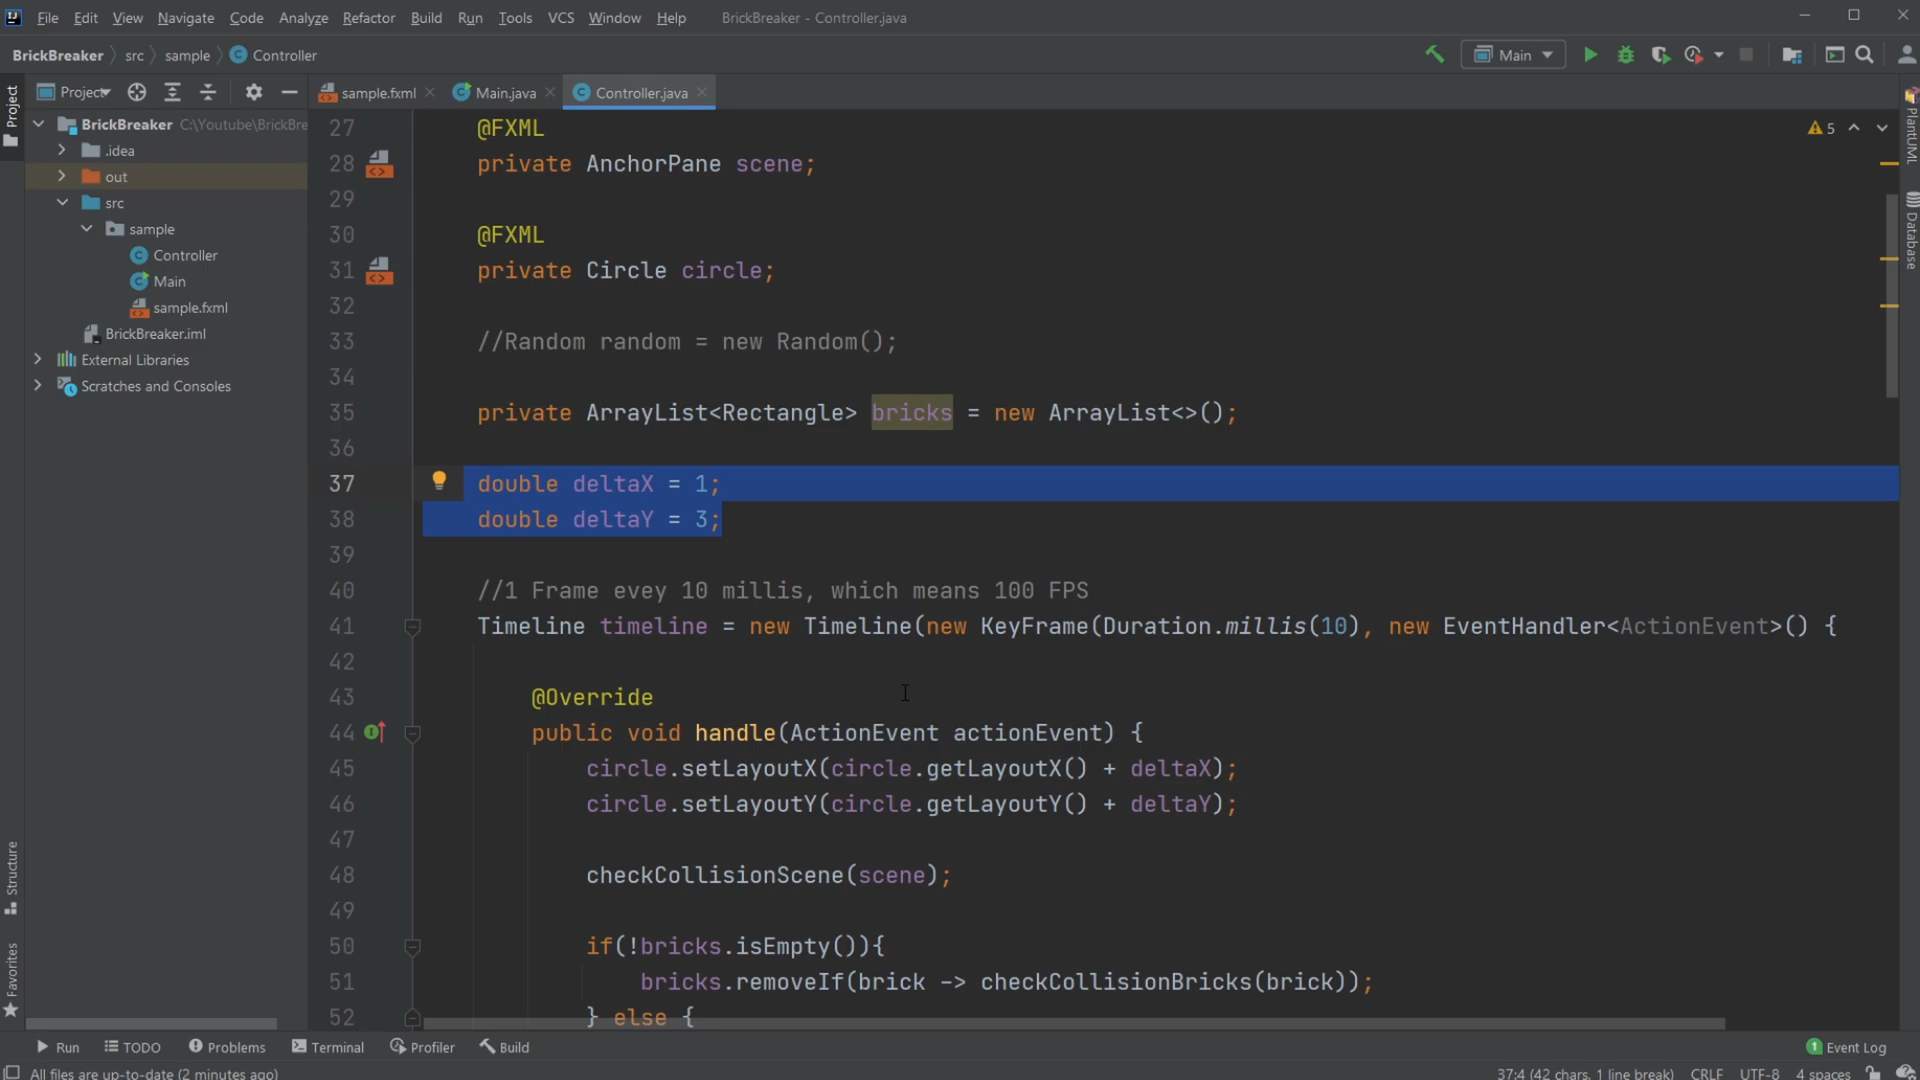 File Edit View Navigate Code Analyze Refactor Build Run Tools VCS Window Help BrickBreaker - Controller.java
BrickBreaker src sample Controller Main
Project
sample.fxml Main.java Controller.java
Project
BrickBreaker C:\Youtube\BrickBre
.idea
out
src
sample
Controller
Main
sample.fxml
BrickBreaker.iml
External Libraries
Scratches and Consoles
Structure
Favorites
27 @FXML
28 private AnchorPane scene;
29
30 @FXML
31 private Circle circle;
32
33 //Random random = new Random();
34
35 private ArrayList<Rectangle> bricks = new ArrayList<>();
36
37 double deltaX = 1;
38 double deltaY = 3;
39
40 //1 Frame evey 10 millis, which means 100 FPS
41 Timeline timeline = new Timeline(new KeyFrame(Duration.millis(10), new EventHandler<ActionEvent>() {
42
43 @Override
44 public void handle(ActionEvent actionEvent) {
45 circle.setLayoutX(circle.getLayoutX() + deltaX);
46 circle.setLayoutY(circle.getLayoutY() + deltaY);
47
48 checkCollisionScene(scene);
49
50 if(!bricks.isEmpty()){
51 bricks.removeIf(brick -> checkCollisionBricks(brick));
52 } else {
5
PlantUML
Database
Run TODO Problems Terminal Profiler Build 1 Event Log
All files are up-to-date (2 minutes ago) 37:4 (42 chars, 1 line break) CRLF UTF-8 4 spaces